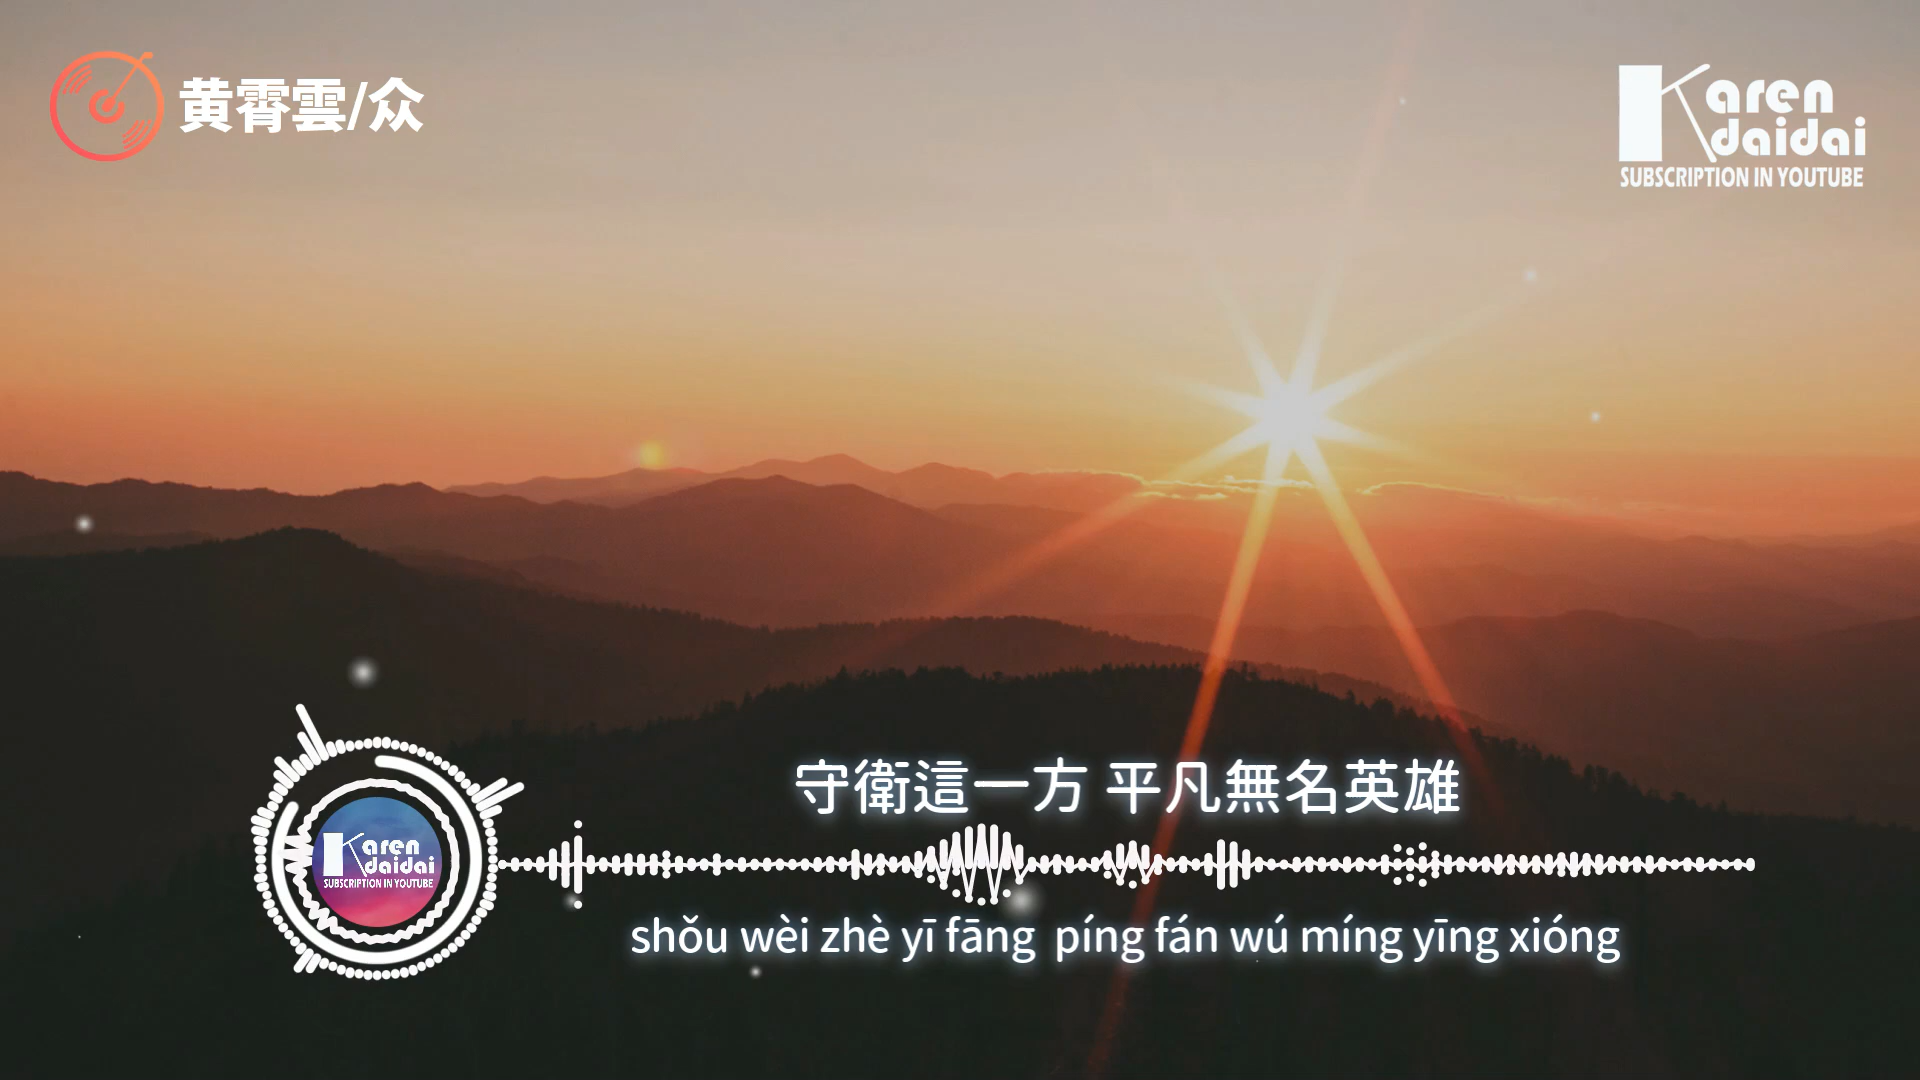 黄霄雲/众
Karen
daidai
SUBSCRIPTION IN YOUTUBE
守衛這一方 平凡無名英雄
Karen
daidai
SUBSCRIPTION IN YOUTUBE
shǒu wèi zhè yī fāng píng fán wú míng yīng xióng